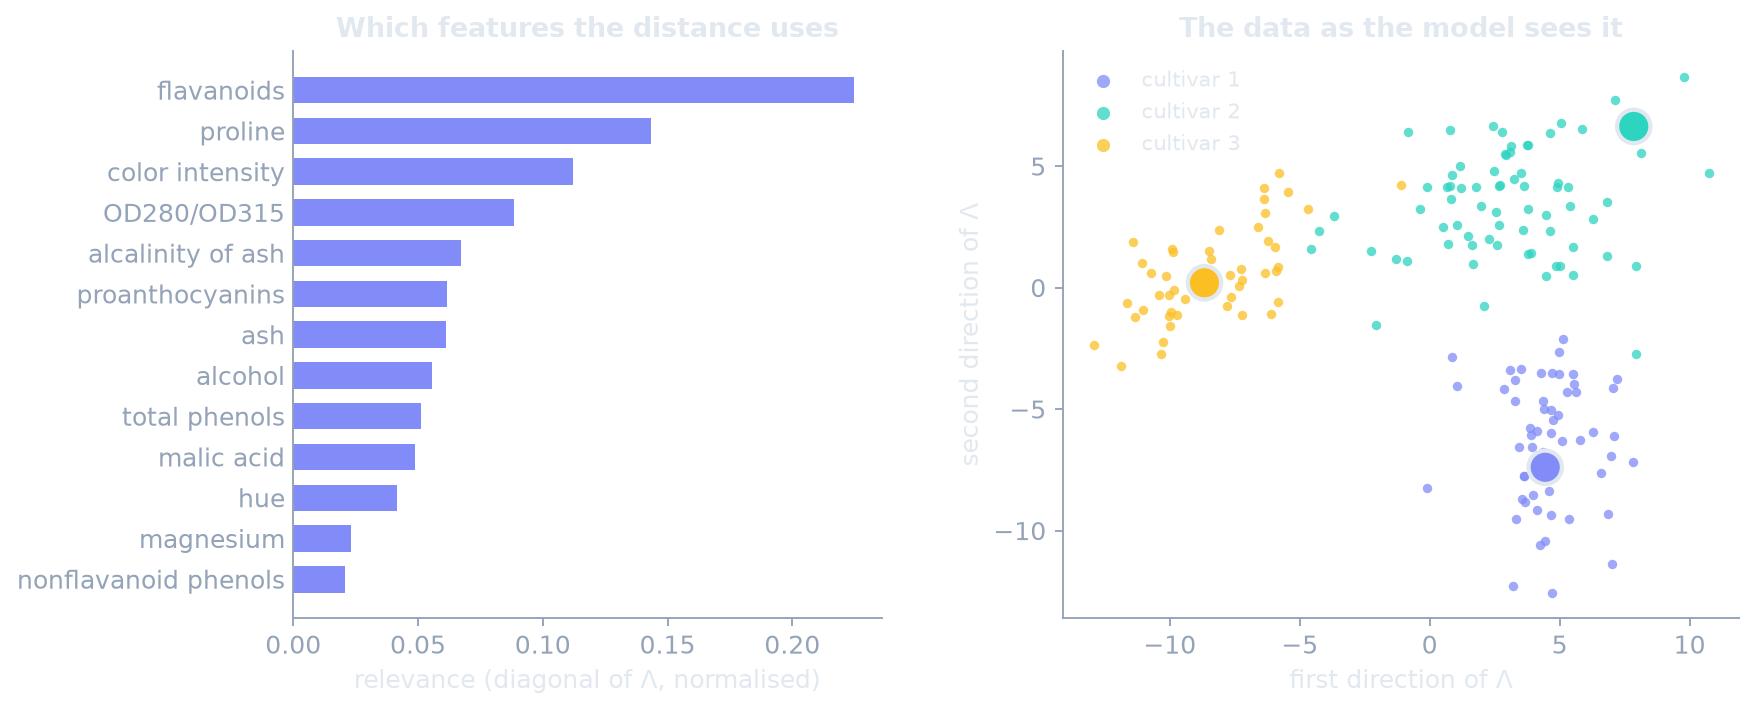 Which features the distance uses
flavanoids
proline
color intensity
OD280/OD315
alcalinity of ash
proanthocyanins
ash
alcohol
total phenols
malic acid
hue
magnesium
nonflavanoid phenols
0.00 0.05 0.10 0.15 0.20
relevance (diagonal of Λ, normalised)
The data as the model sees it
cultivar 1
cultivar 2
cultivar 3
second direction of Λ
5
0
−5
−10
−10 −5 0 5 10
first direction of Λ